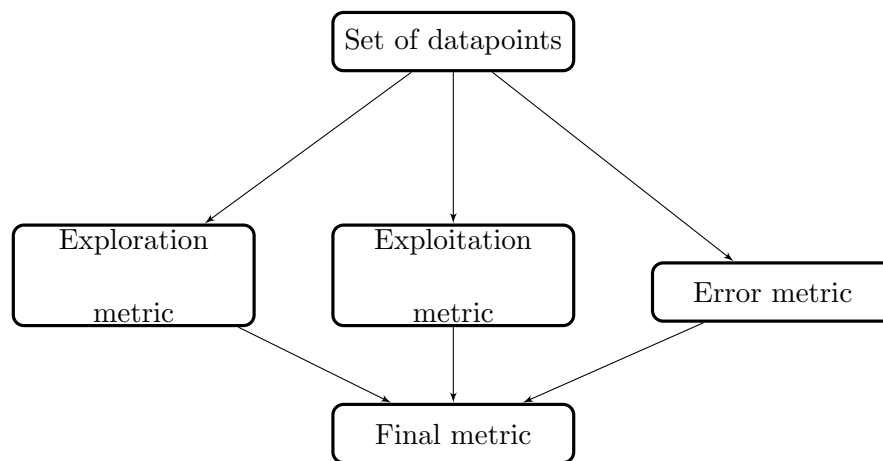 Set of datapoints
Exploration
metric
Exploitation
metric
Error metric
Final metric